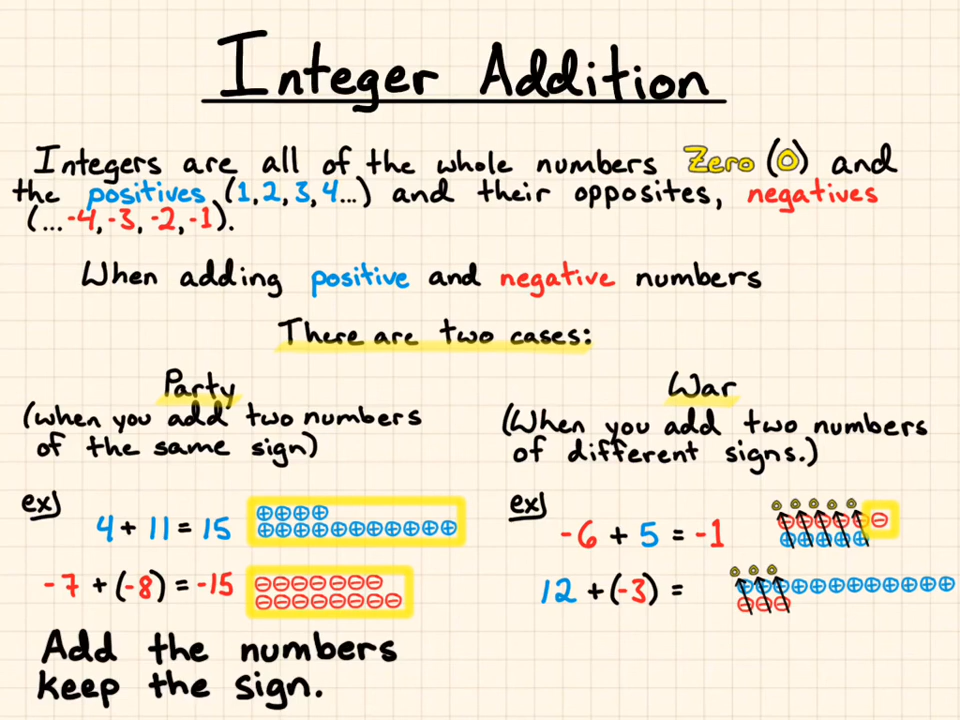 Integer Addition
Integers are all of the whole numbers Zero (0) and
the positives (1, 2, 3, 4...) and their opposites, negatives
(...-4, -3, -2, -1).
When adding positive and negative numbers
There are two cases:
Party
(when you add two numbers
of the same sign)
ex)
4 + 11 = 15
-7 + (-8) = -15
Add the numbers
keep the sign.
War
(When you add two numbers
of different signs.)
ex)
-6 + 5 = -1
12 + (-3) =